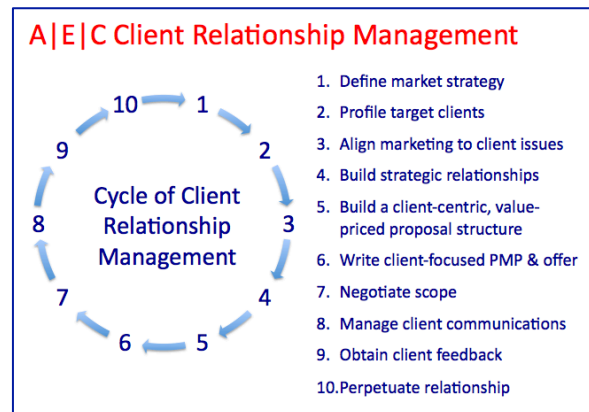 A|E|C Client Relationship Management
10
1
9
2
8
3
7
4
6
5
Cycle of Client
Relationship
Management
1. Define market strategy
2. Profile target clients
3. Align marketing to client issues
4. Build strategic relationships
5. Build a client-centric, value-
priced proposal structure
6. Write client-focused PMP & offer
7. Negotiate scope
8. Manage client communications
9. Obtain client feedback
10.Perpetuate relationship